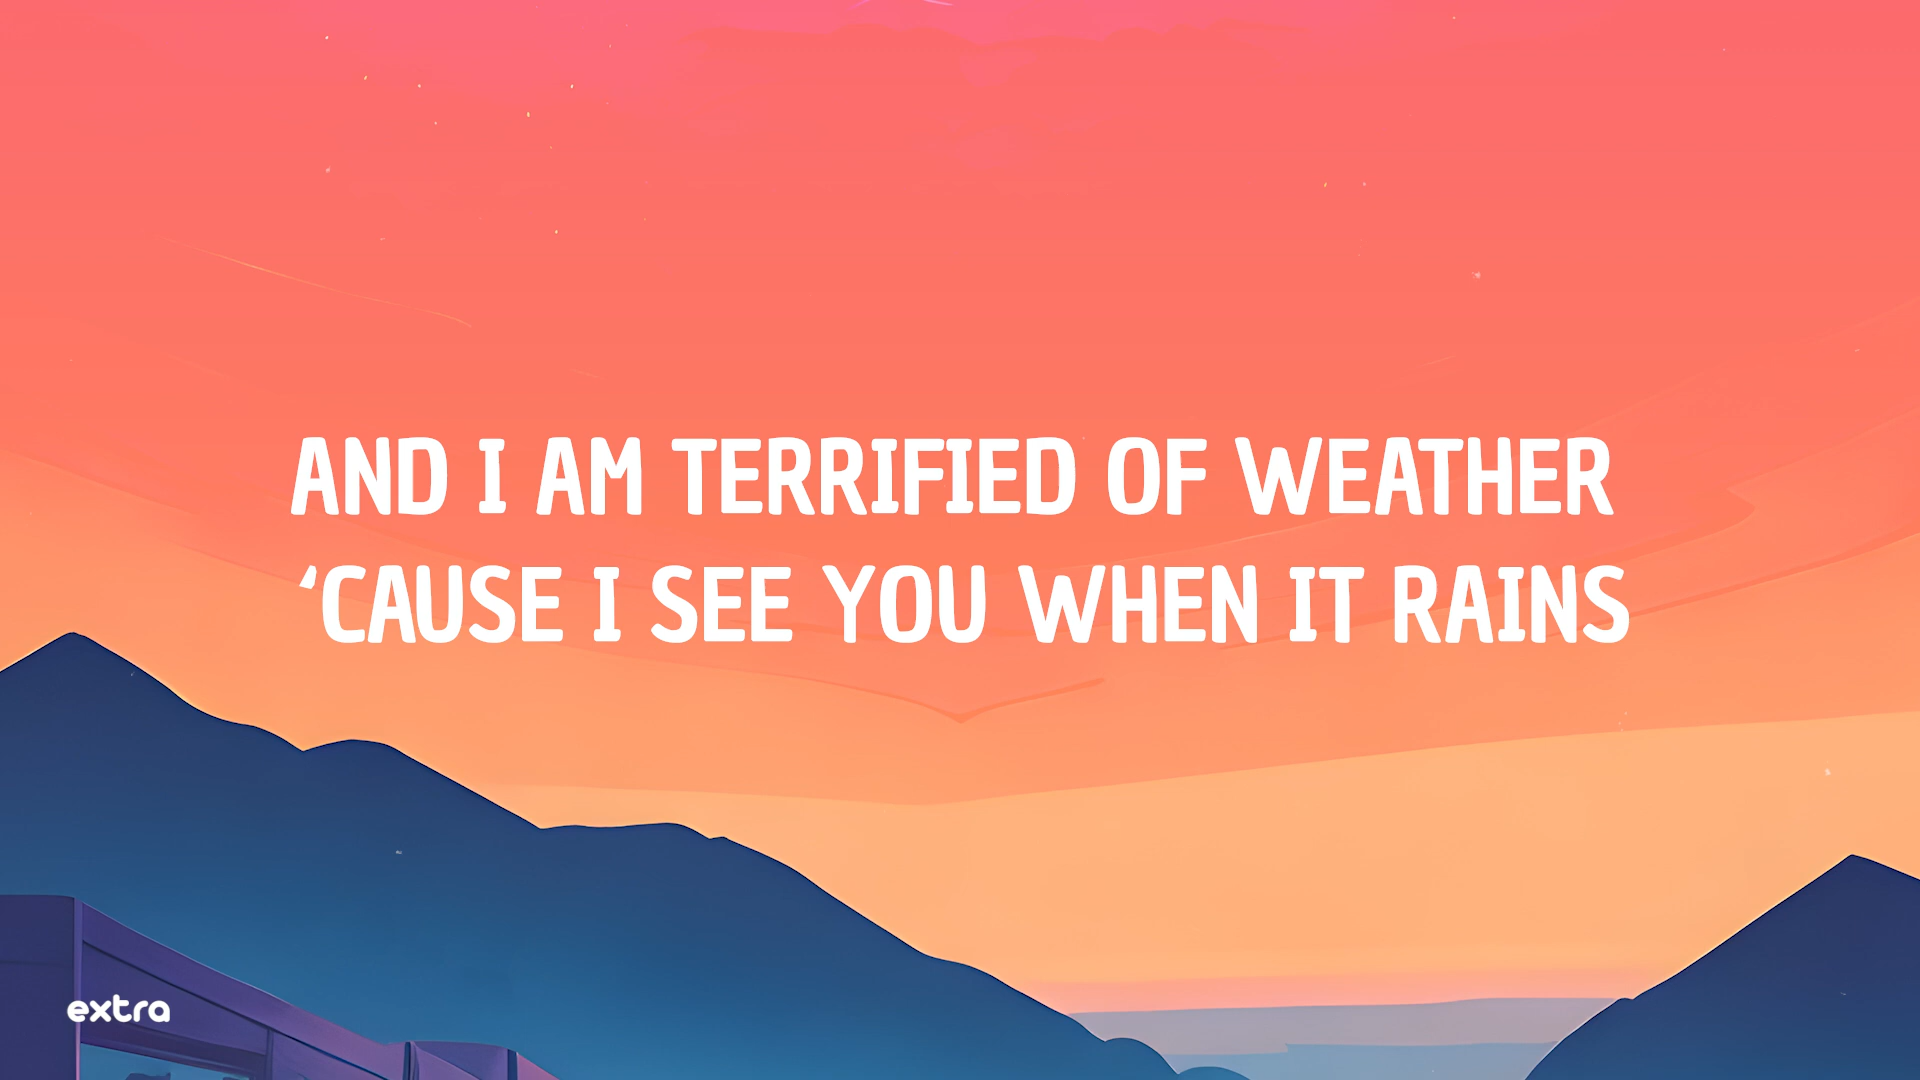 AND I AM TERRIFIED OF WEATHER
‘CAUSE I SEE YOU WHEN IT RAINS
extra